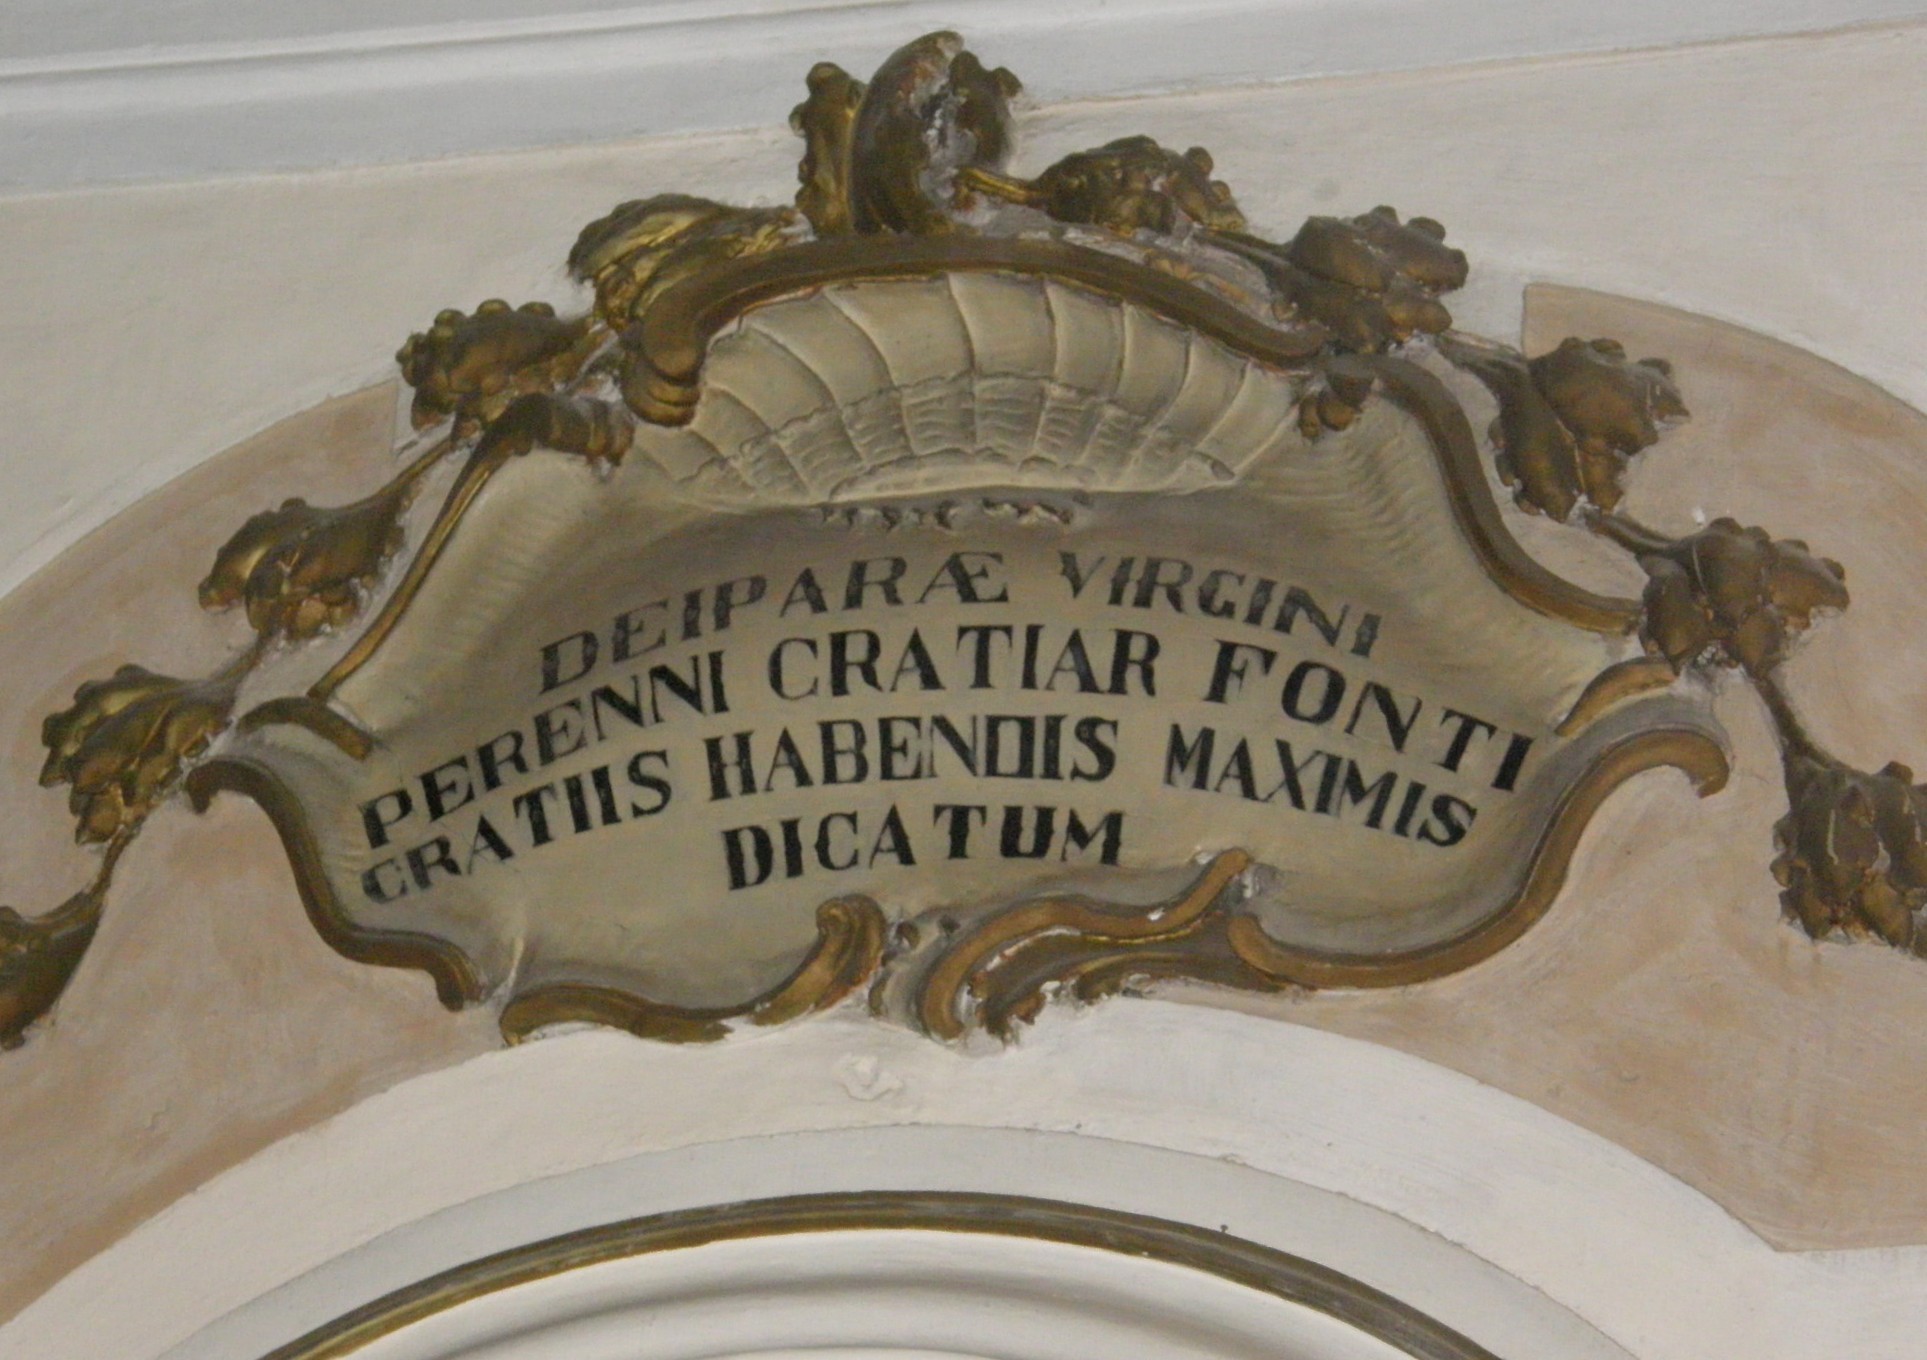 DEIPARÆ VIRGINI
PERENNI CRATIAR FONTI
CRATIIS HABENDIS MAXIMIS
DICATUM